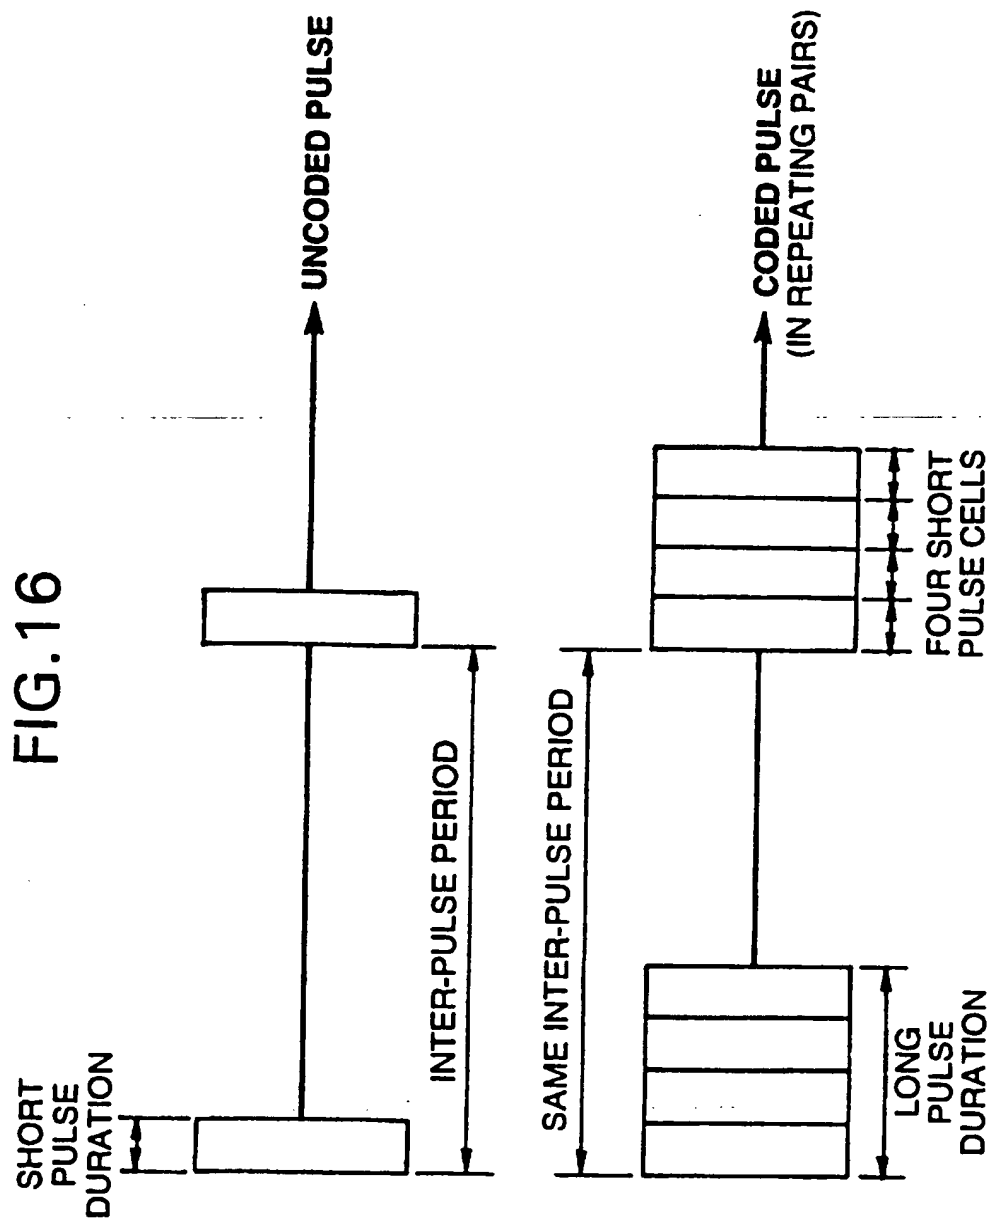 FIG.16
SHORT
PULSE
DURATION
UNCODED PULSE
INTER-PULSE PERIOD
SAME INTER-PULSE PERIOD
CODED PULSE
(IN REPEATING PAIRS)
LONG
PULSE
DURATION
FOUR SHORT
PULSE CELLS